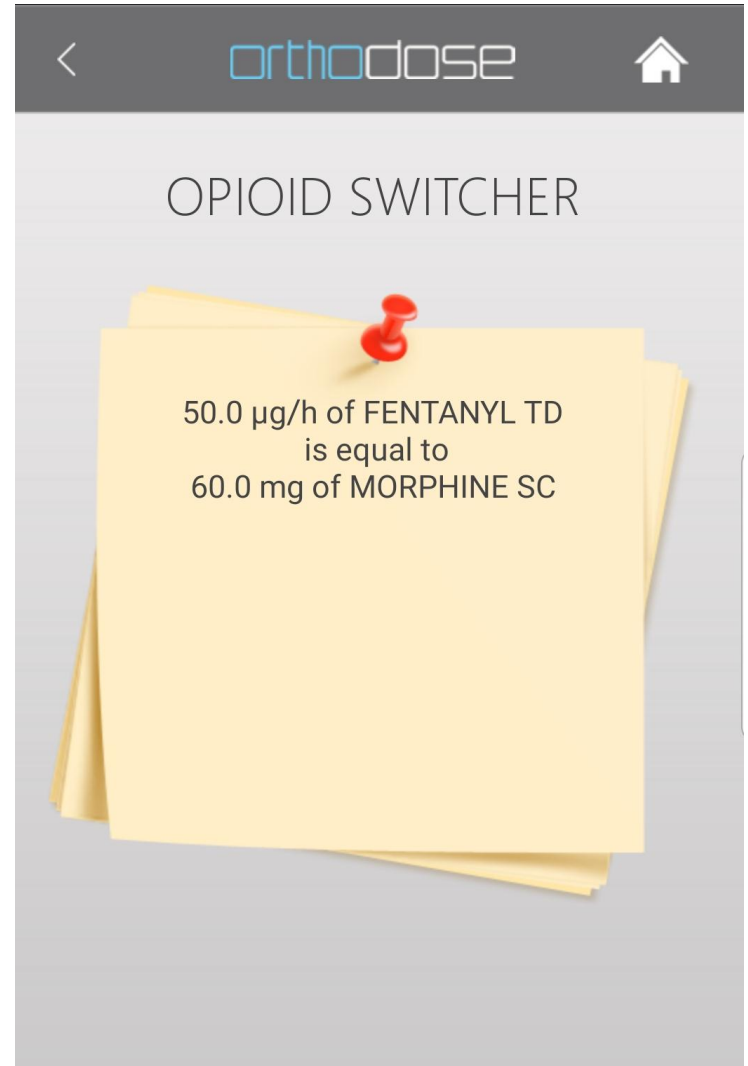 orthodose
OPIOID SWITCHER
50.0 µg/h of FENTANYL TD
is equal to
60.0 mg of MORPHINE SC